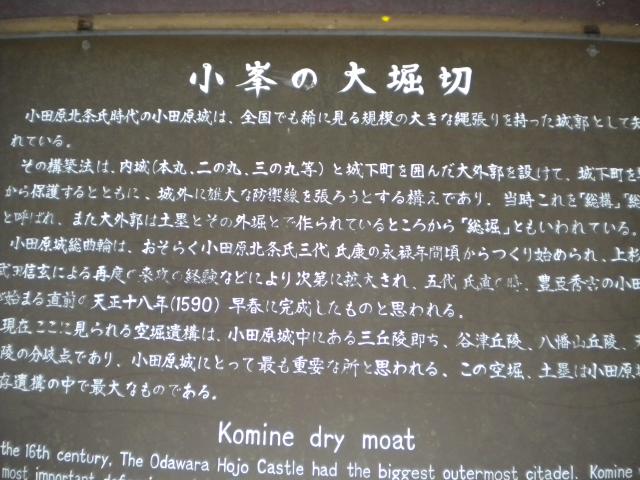 小峯の大堀切
小田原北条氏時代の小田原城は、全国でも稀に見る規模の大きな縄張りを持った城郭として
れている。
その構築法は、内城(本丸、二の丸、三の丸等)と城下町を囲んだ大外郭を設けて、城下町を
から保護するとともに、城外に雄大な防禦線を張ろうとする構えであり、当時これを「総構」、「総
と呼ばれ、また大外郭は土塁とその外堀とで作られているところから「総堀」ともいわれている。
小田原城総曲輪は、おそらく小田原北条氏三代 氏康の永禄年間頃からつくり始められ、上杉
武田信玄による再度の来攻の経験などにより次第に拡大され、五代 氏直の時、豊臣秀吉の小田
が始まる直前の天正十八年(1590) 早春に完成したものと思われる。
現在ここに見られる空堀遺構は、小田原城中にある三丘陵即ち、谷津丘陵、八幡山丘陵、
陵の分岐点であり、小田原城にとって最も重要な所と思われる、この空堀、土塁は小田原城
存遺構の中で最大なものである。
Komine dry moat
the 16th century, The Odawara Hojo Castle had the biggest outermost citadel. Komine
most important